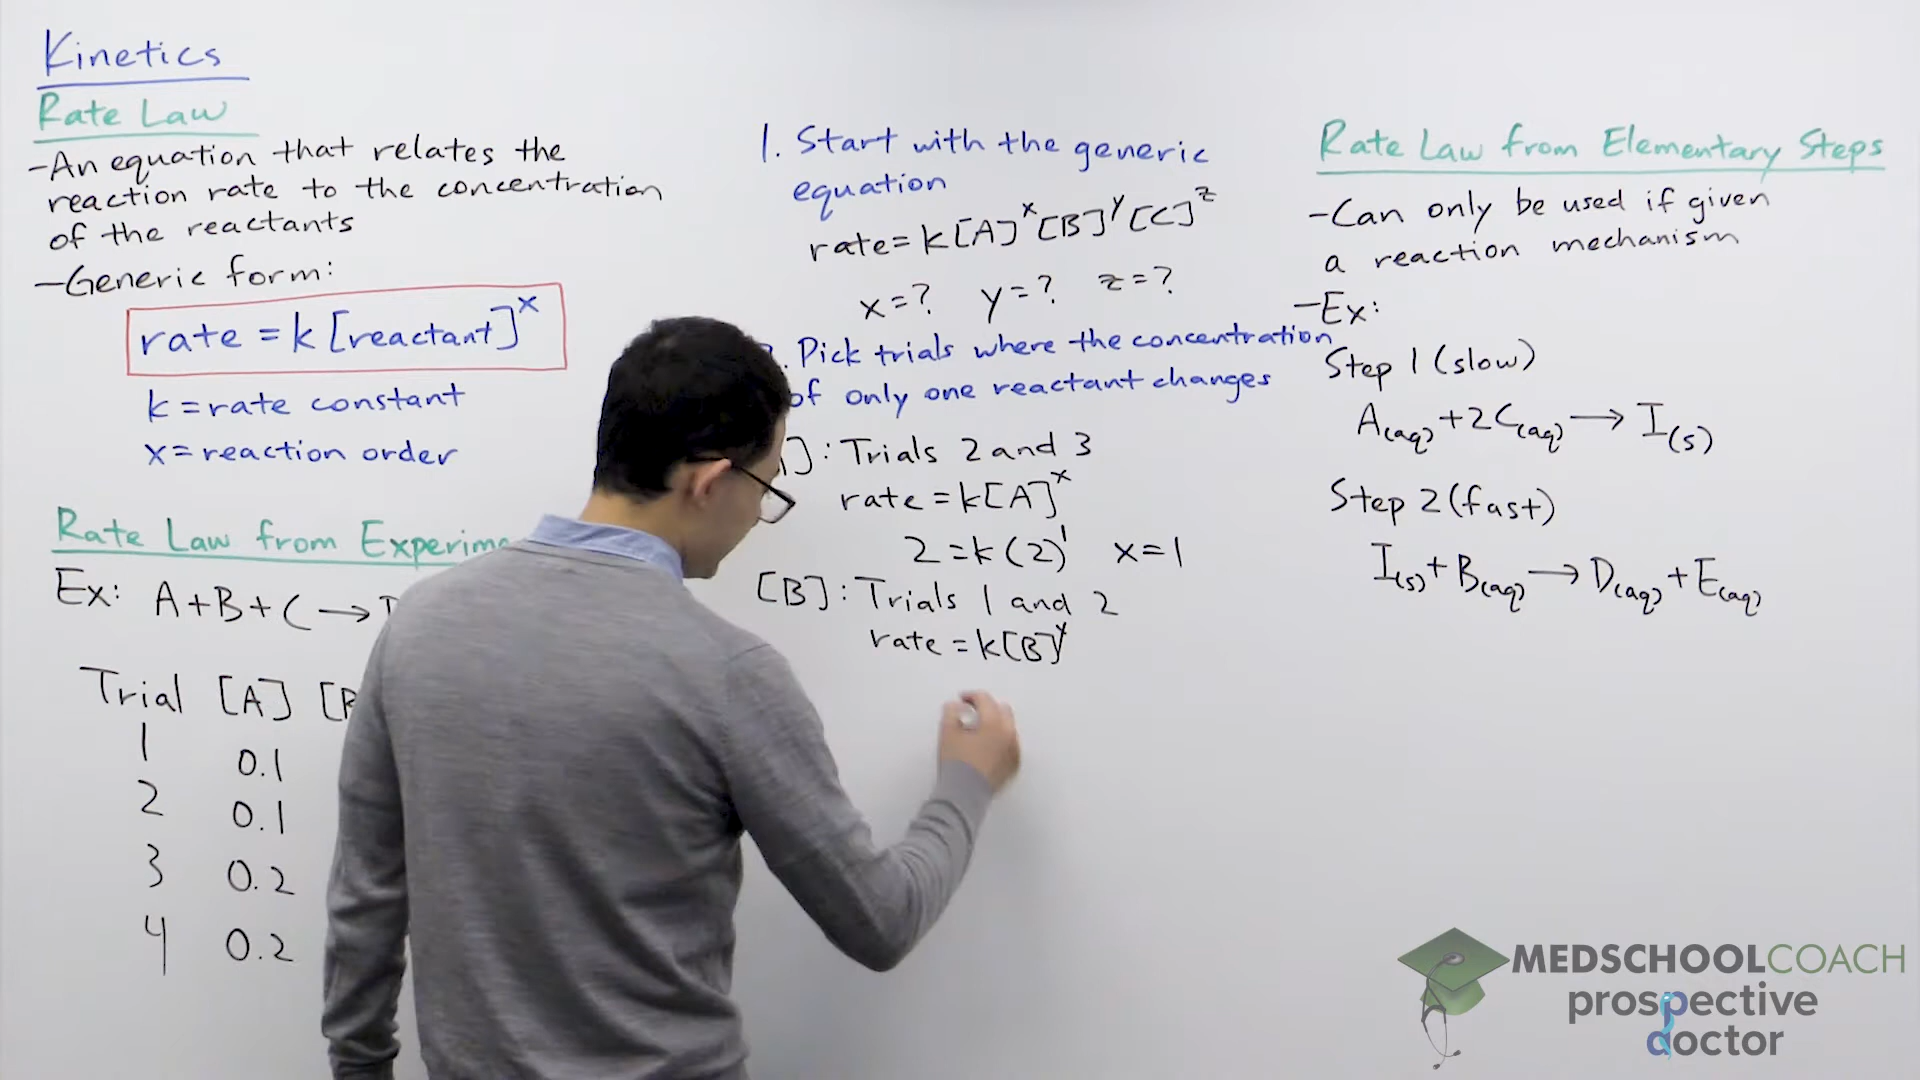 Kinetics
Rate Law
-An equation that relates the
reaction rate to the concentration
of the reactants
-Generic form:
rate = k[reactant]^x
k = rate constant
x = reaction order
Rate Law from
Ex: A+B+C →
Trial [A]
1 0.1
2 0.1
3 0.2
4 0.2
1. Start with the generic
equation
rate = k[A]^x[B]^y[C]^z
x=? y=? z=?
Pick trials where the concentration
of only one reactant changes
: Trials 2 and 3
rate = k[A]^x
2 = k(2)^1 x=1
[B]: Trials 1 and 2
rate = k[B]^y
Rate Law from Elementary Steps
-Can only be used if given
a reaction mechanism
-Ex:
Step 1 (slow)
A(aq) + 2C(aq) → I(s)
Step 2 (fast)
I(s) + B(aq) → D(aq) + E(aq)
MEDSCHOOLCOACH
prospective
doctor